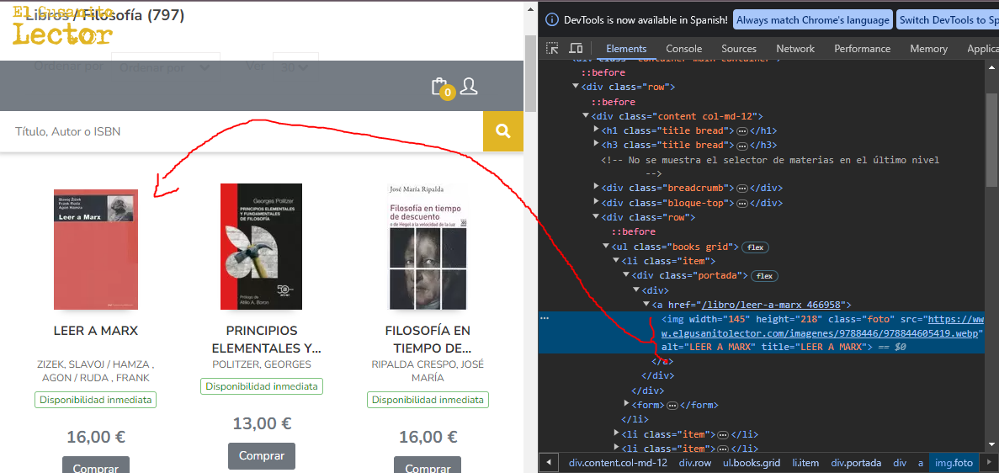 Libros / Filosofía (797)
El Gusanito
Lector
Ordenar por Ordenar por Ver 30
0
Título, Autor o ISBN
Slavoj Žižek
Frank Ruda
Agon Hamza
Leer a Marx
Georges Politzer
PRINCIPIOS ELEMENTALES
Y FUNDAMENTALES
DE FILOSOFÍA
Prólogo de
Atilio A. Boron
50
José María Ripalda
Filosofía en tiempo
de descuento
o de Hegel a la velocidad de la luz
LEER A MARX
ZIZEK, SLAVOJ / HAMZA ,
AGON / RUDA , FRANK
Disponibilidad inmediata
16,00 €
Comprar
PRINCIPIOS
ELEMENTALES Y...
POLITZER, GEORGES
Disponibilidad inmediata
13,00 €
Comprar
FILOSOFÍA EN
TIEMPO DE...
RIPALDA CRESPO, JOSÉ
MARÍA
Disponibilidad inmediata
16,00 €
Comprar
DevTools is now available in Spanish! Always match Chrome's language Switch DevTools to Sp
Elements Console Sources Network Performance Memory Applica
<div class="container main-container">
::before
<div class="row">
::before
<div class="content col-md-12">
<h1 class="title bread">…</h1>
<h3 class="title bread">…</h3>
<!-- No se muestra el selector de materias en el último nivel
-->
<div class="breadcrumb">…</div>
<div class="bloque-top">…</div>
<div class="row">
::before
<ul class="books grid"> flex
<li class="item">
<div class="portada"> flex
<div>
<a href="/libro/leer-a-marx_466958">
… <img width="145" height="218" class="foto" src="https://ww
w.elgusanitolector.com/imagenes/9788446/978844605419.webp"
alt="LEER A MARX" title="LEER A MARX"> == $0
</a>
</div>
</div>
<form>…</form>
</li>
<li class="item">…</li>
<li class="item">…</li>
div.content.col-md-12 div.row ul.books.grid li.item div.portada div a img.foto